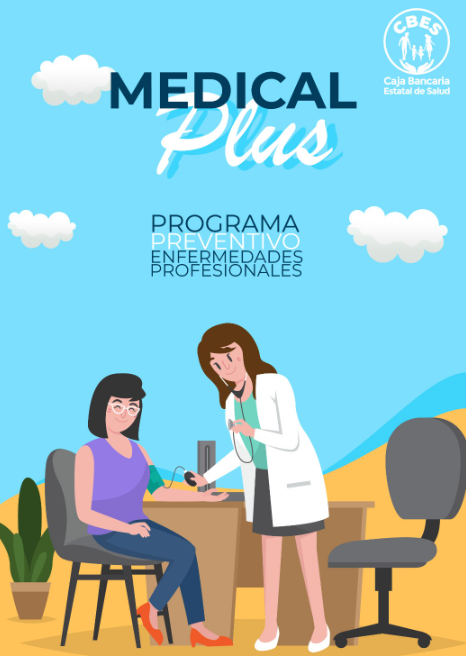 CBES
Caja Bancaria
Estatal de Salud
MEDICAL
Plus
PROGRAMA
PREVENTIVO
ENFERMEDADES
PROFESIONALES